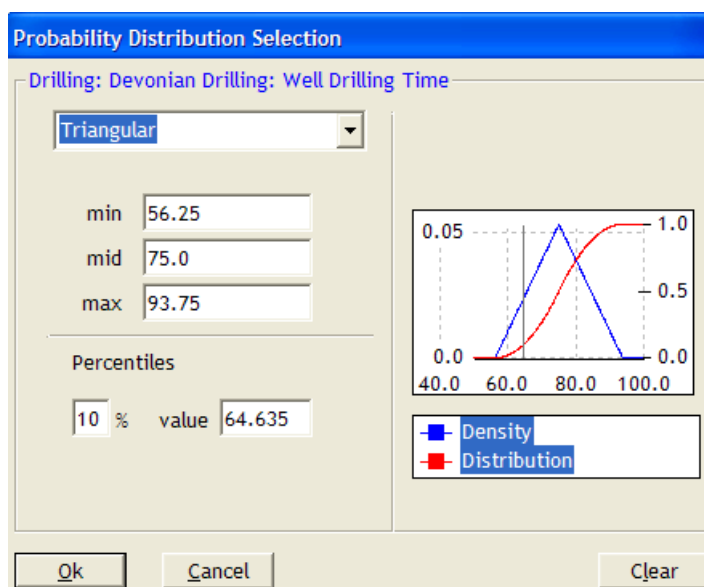 Probability Distribution Selection
Drilling: Devonian Drilling: Well Drilling Time
Triangular
min 56.25
mid 75.0
max 93.75
Percentiles
10 % value 64.635
0.05 1.0
0.5
0.0 0.0
40.0 60.0 80.0 100.0
Density
Distribution
Ok Cancel Clear